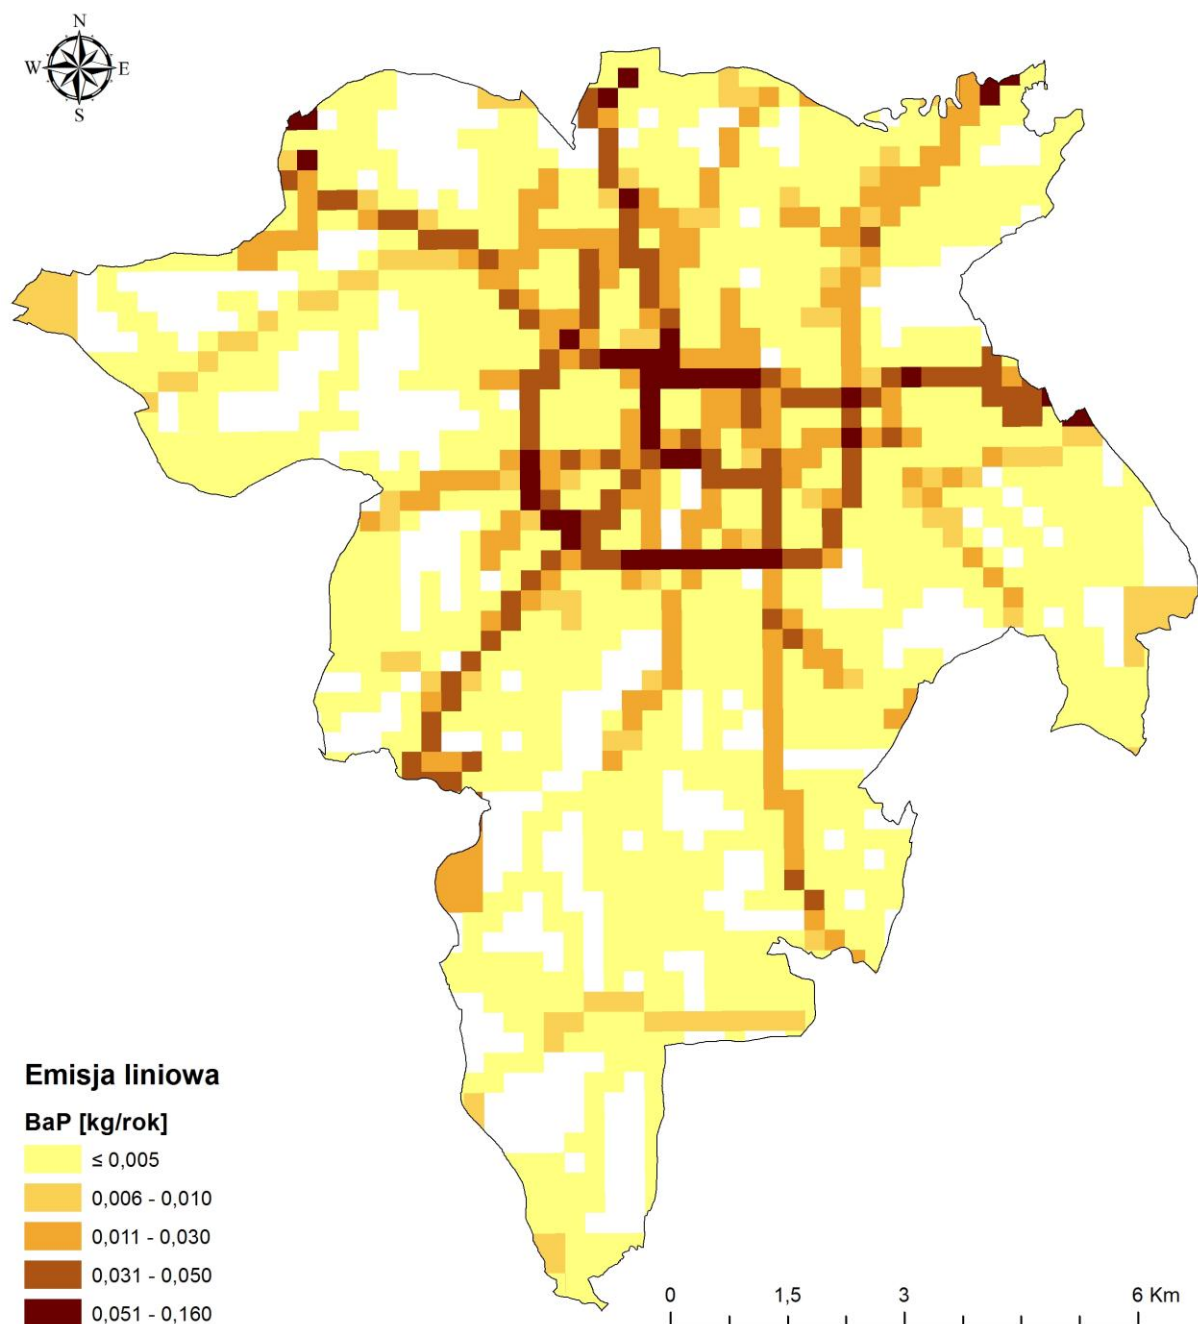 N
W E
S
Emisja liniowa
BaP [kg/rok]
≤ 0,005
0,006 - 0,010
0,011 - 0,030
0,031 - 0,050
0,051 - 0,160
0 1,5 3 6 Km